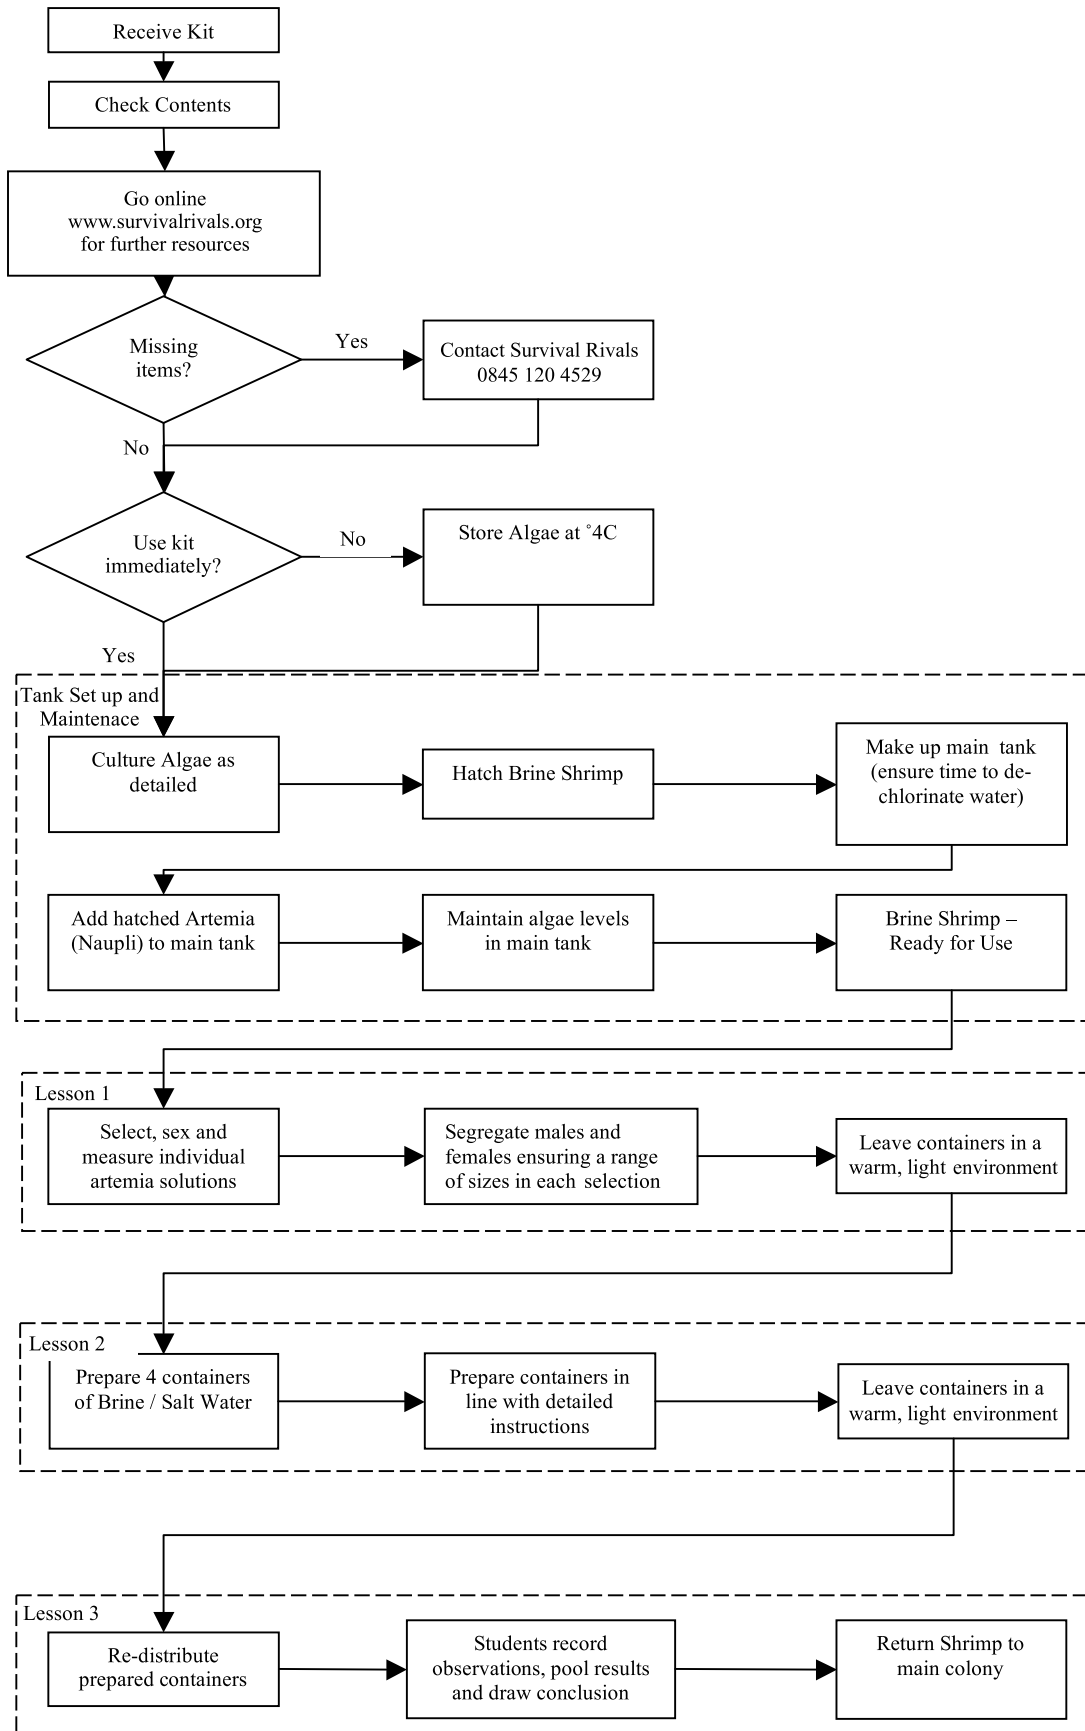 Receive Kit
Check Contents
Go online
www.survivalrivals.org
for further resources
Missing
items?
Yes
Contact Survival Rivals
0845 120 4529
No
Use kit
immediately?
No
Store Algae at ˚4C
Yes
Tank Set up and
Maintenace
Culture Algae as
detailed
Hatch Brine Shrimp
Make up main tank
(ensure time to de-
chlorinate water)
Add hatched Artemia
(Naupli) to main tank
Maintain algae levels
in main tank
Brine Shrimp –
Ready for Use
Lesson 1
Select, sex and
measure individual
artemia solutions
Segregate males and
females ensuring a range
of sizes in each selection
Leave containers in a
warm, light environment
Lesson 2
Prepare 4 containers
of Brine / Salt Water
Prepare containers in
line with detailed
instructions
Leave containers in a
warm, light environment
Lesson 3
Re-distribute
prepared containers
Students record
observations, pool results
and draw conclusion
Return Shrimp to
main colony